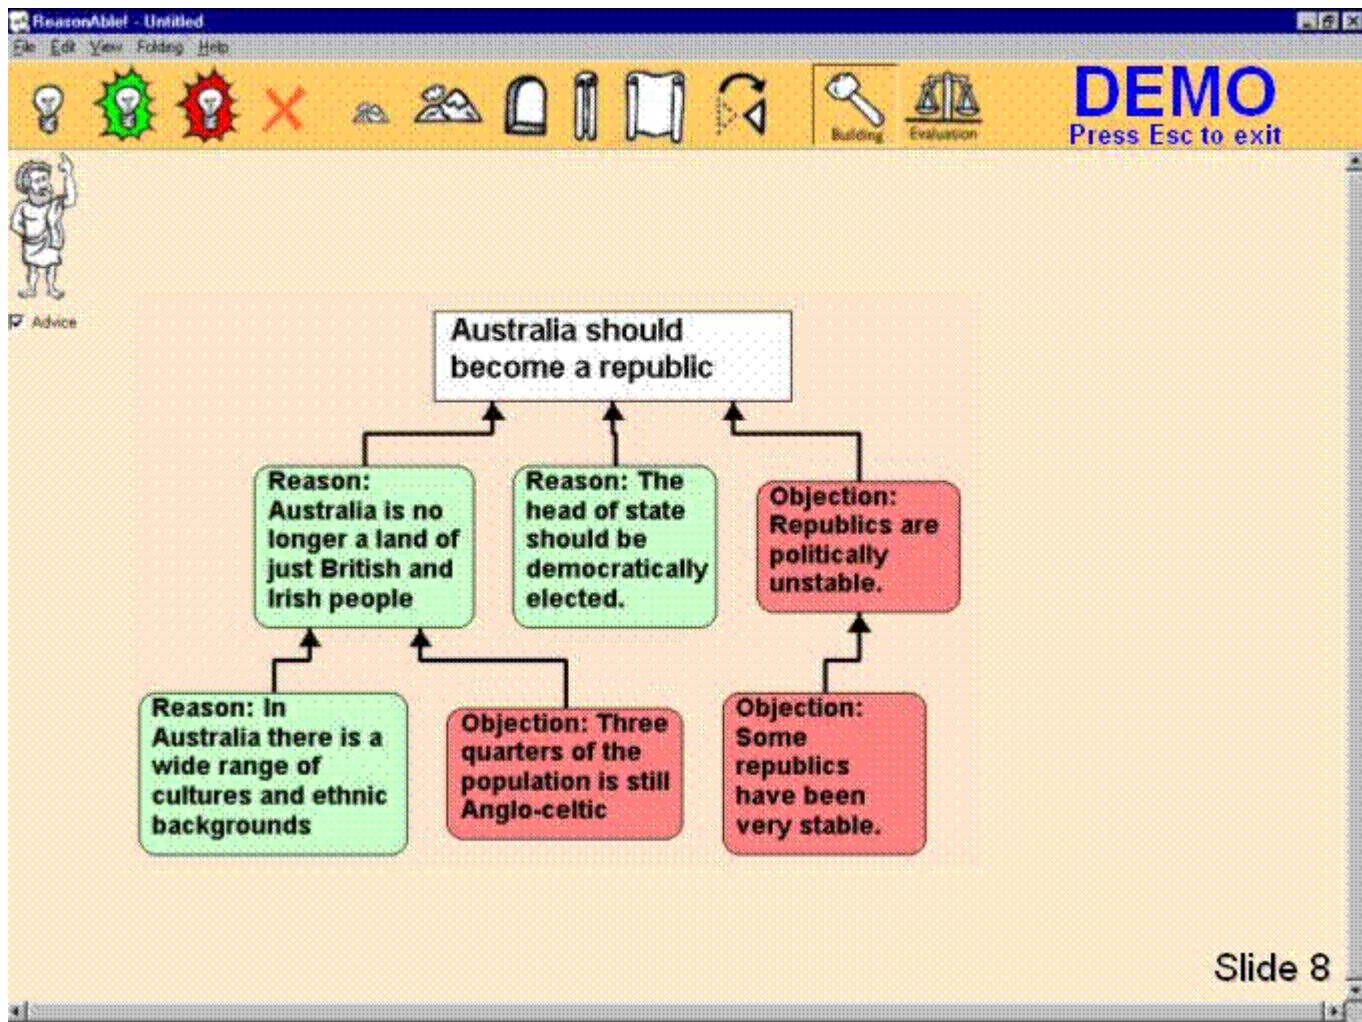 ReasonAble! - Untitled
File Edit View Folding Help
DEMO
Press Esc to exit
Building
Evaluation
Advice
Australia should
become a republic
Reason:
Australia is no
longer a land of
just British and
Irish people
Reason: The
head of state
should be
democratically
elected.
Objection:
Republics are
politically
unstable.
Reason: In
Australia there is a
wide range of
cultures and ethnic
backgrounds
Objection: Three
quarters of the
population is still
Anglo-celtic
Objection:
Some
republics
have been
very stable.
Slide 8